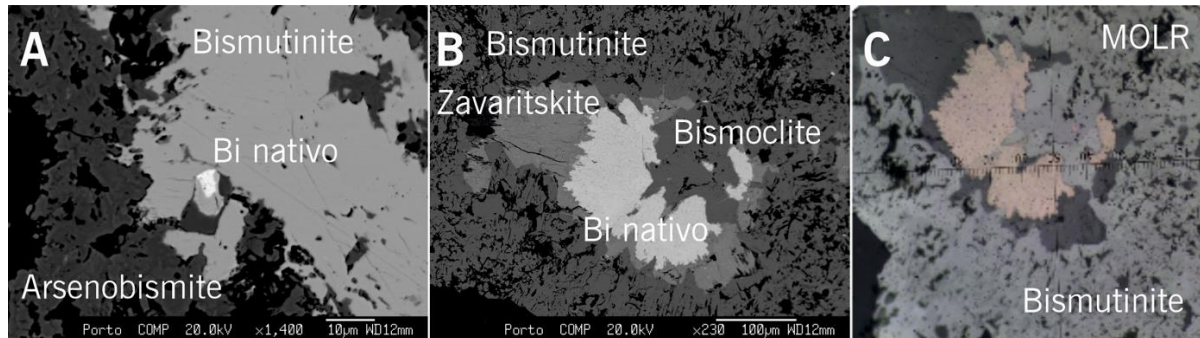 A
Bismutinite
Bi nativo
Arsenobismite
Porto COMP 20.0kV ×1,400 10µm WD12mm
B
Bismutinite
Zavaritskite
Bismoclite
Bi nativo
Porto COMP 20.0kV ×230 100µm WD12mm
C
MOLR
Bismutinite